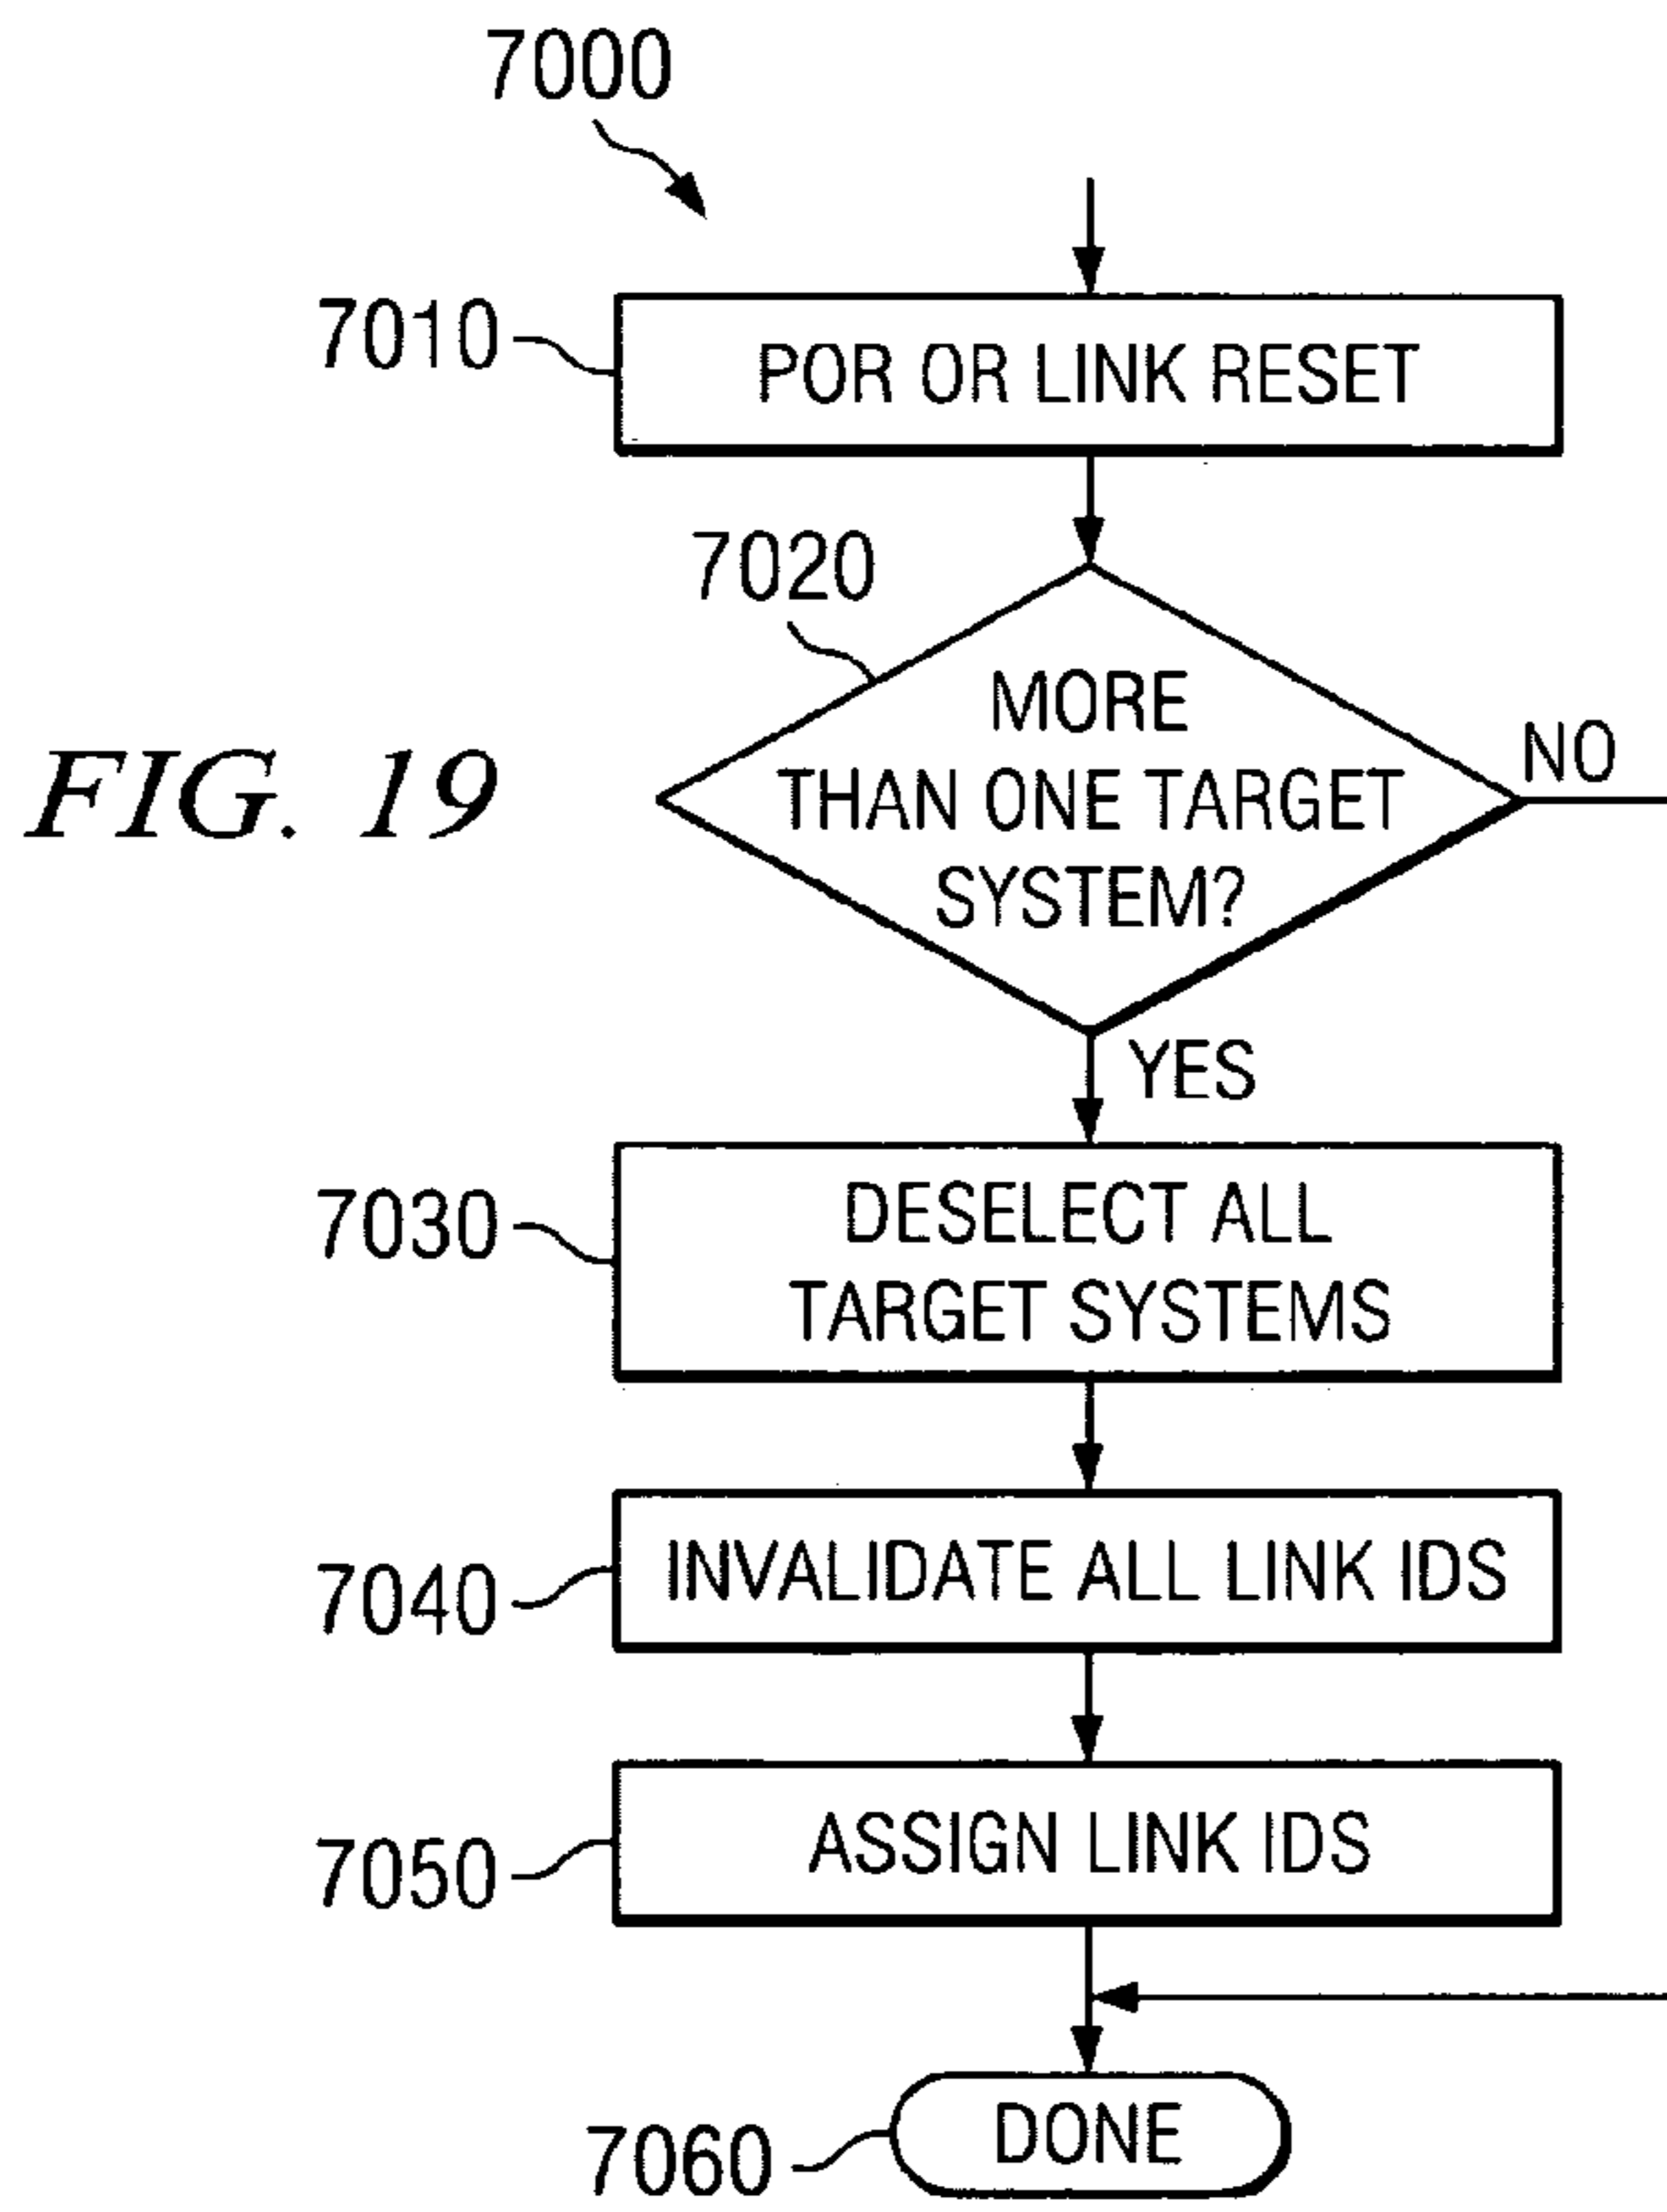 7000
7010
POR OR LINK RESET
7020
MORE
THAN ONE TARGET
SYSTEM?
NO
FIG. 19
YES
7030
DESELECT ALL
TARGET SYSTEMS
7040
INVALIDATE ALL LINK IDS
7050
ASSIGN LINK IDS
7060
DONE